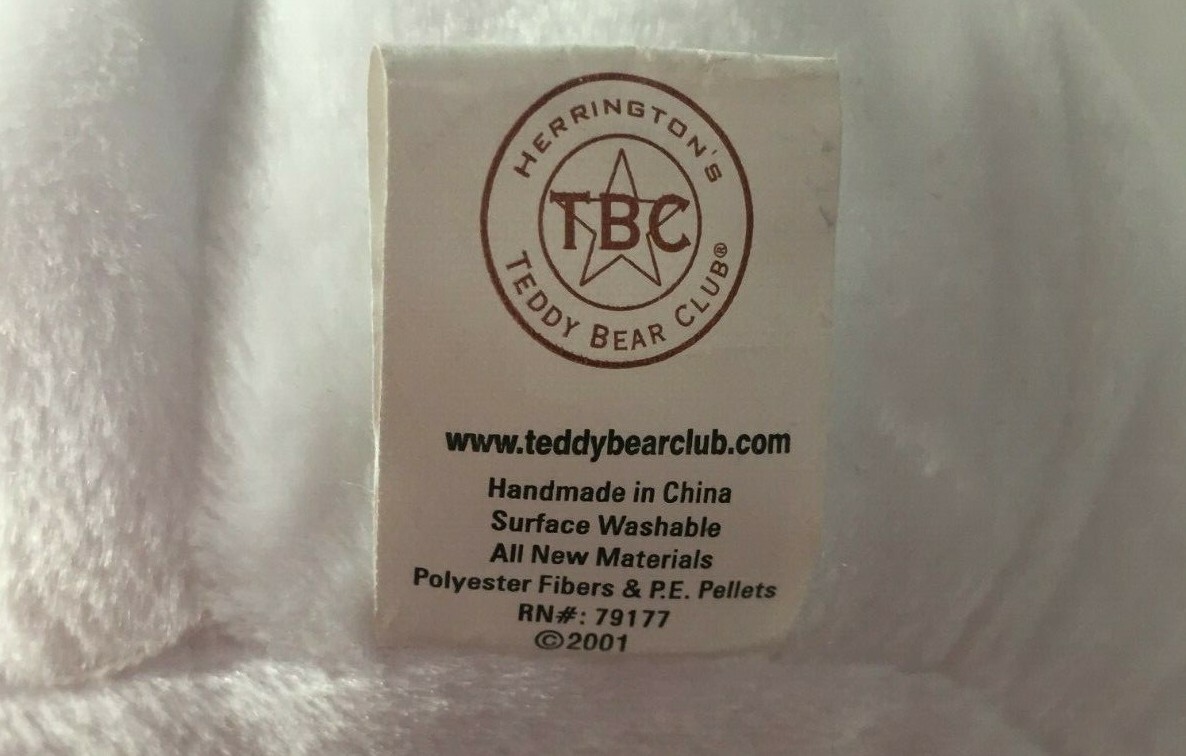 HERRINGTON'S
TBC
TEDDY BEAR CLUB®
www.teddybearclub.com
Handmade in China
Surface Washable
All New Materials
Polyester Fibers & P.E. Pellets
RN#: 79177
©2001